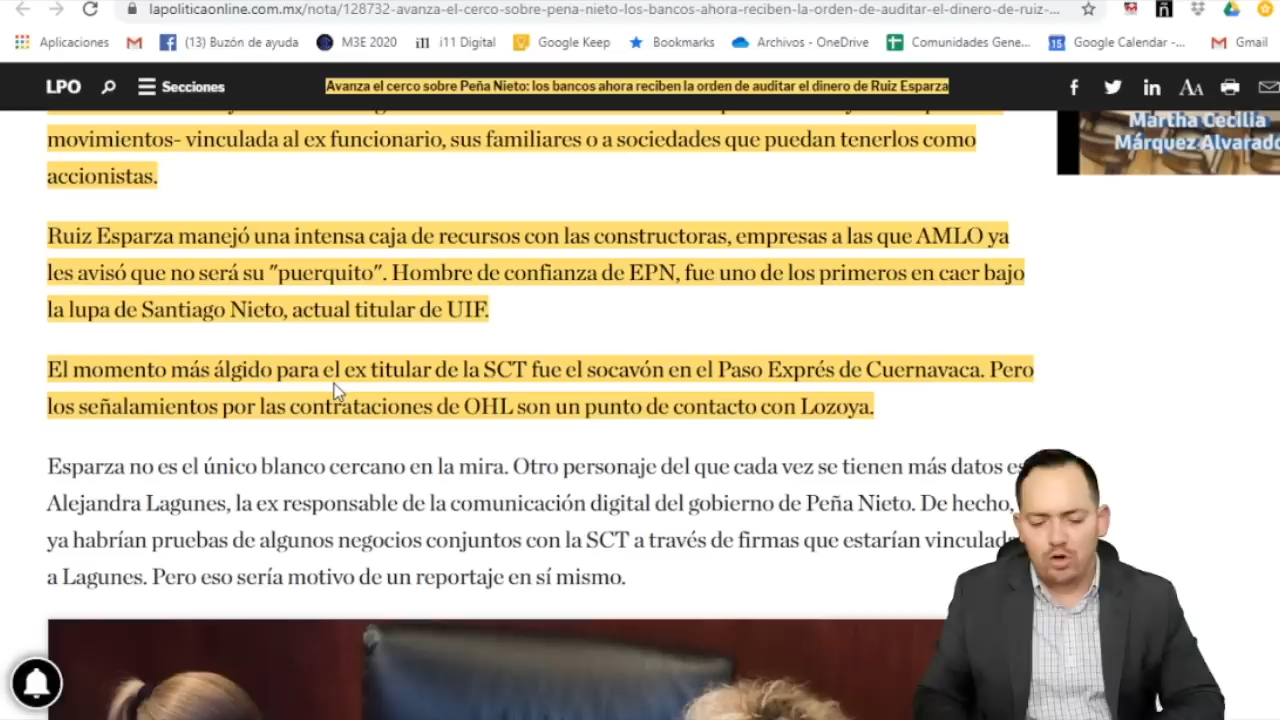 lapoliticaonline.com.mx/nota/128732-avanza-el-cerco-sobre-pena-nieto-los-bancos-ahora-reciben-la-orden-de-auditar-el-dinero-de-ruiz-...
Aplicaciones
(13) Buzón de ayuda
M3E 2020
i11 Digital
Google Keep
Bookmarks
Archivos - OneDrive
Comunidades Gene...
15
Google Calendar -...
Gmail
LPO
Secciones
Avanza el cerco sobre Peña Nieto: los bancos ahora reciben la orden de auditar el dinero de Ruiz Esparza
AA
Martha Cecilia
Márquez Alvarado
movimientos- vinculada al ex funcionario, sus familiares o a sociedades que puedan tenerlos como
accionistas.
Ruiz Esparza manejó una intensa caja de recursos con las constructoras, empresas a las que AMLO ya
les avisó que no será su "puerquito". Hombre de confianza de EPN, fue uno de los primeros en caer bajo
la lupa de Santiago Nieto, actual titular de UIF.
El momento más álgido para el ex titular de la SCT fue el socavón en el Paso Exprés de Cuernavaca. Pero
los señalamientos por las contrataciones de OHL son un punto de contacto con Lozoya.
Esparza no es el único blanco cercano en la mira. Otro personaje del que cada vez se tienen más datos es
Alejandra Lagunes, la ex responsable de la comunicación digital del gobierno de Peña Nieto. De hecho,
ya habrían pruebas de algunos negocios conjuntos con la SCT a través de firmas que estarían vinculad
a Lagunes. Pero eso sería motivo de un reportaje en sí mismo.